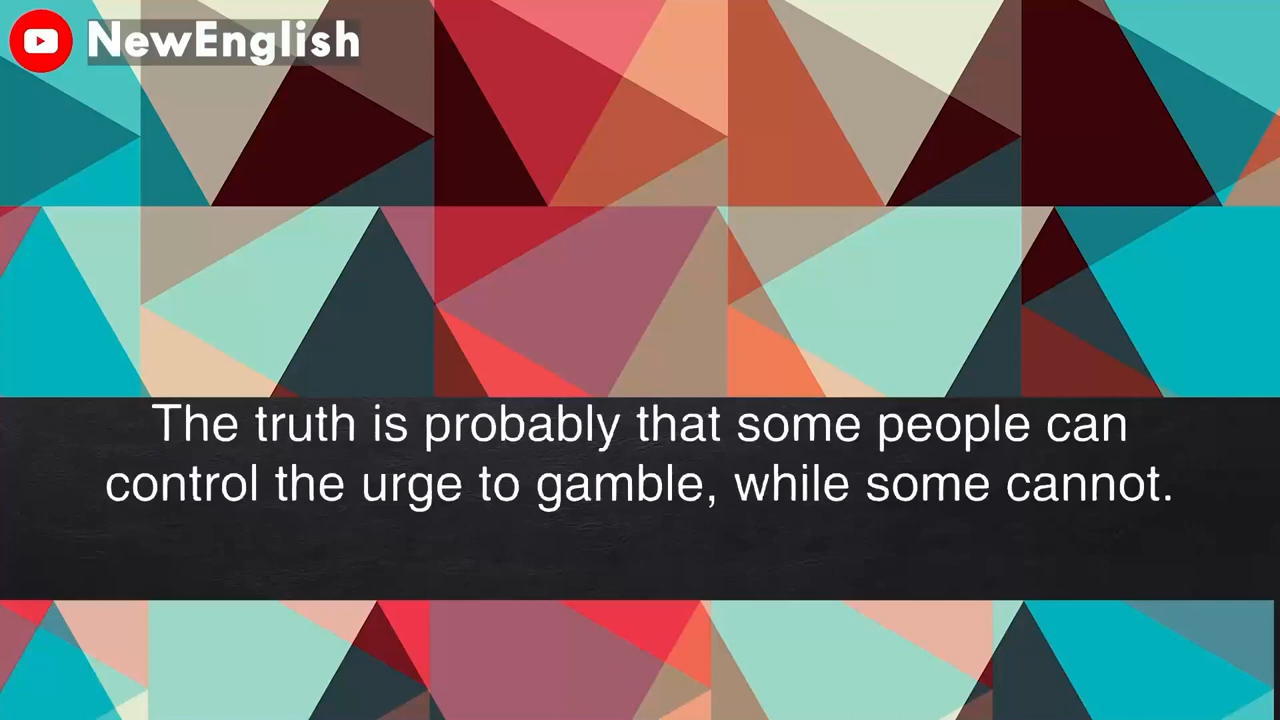 NewEnglish
The truth is probably that some people can
control the urge to gamble, while some cannot.